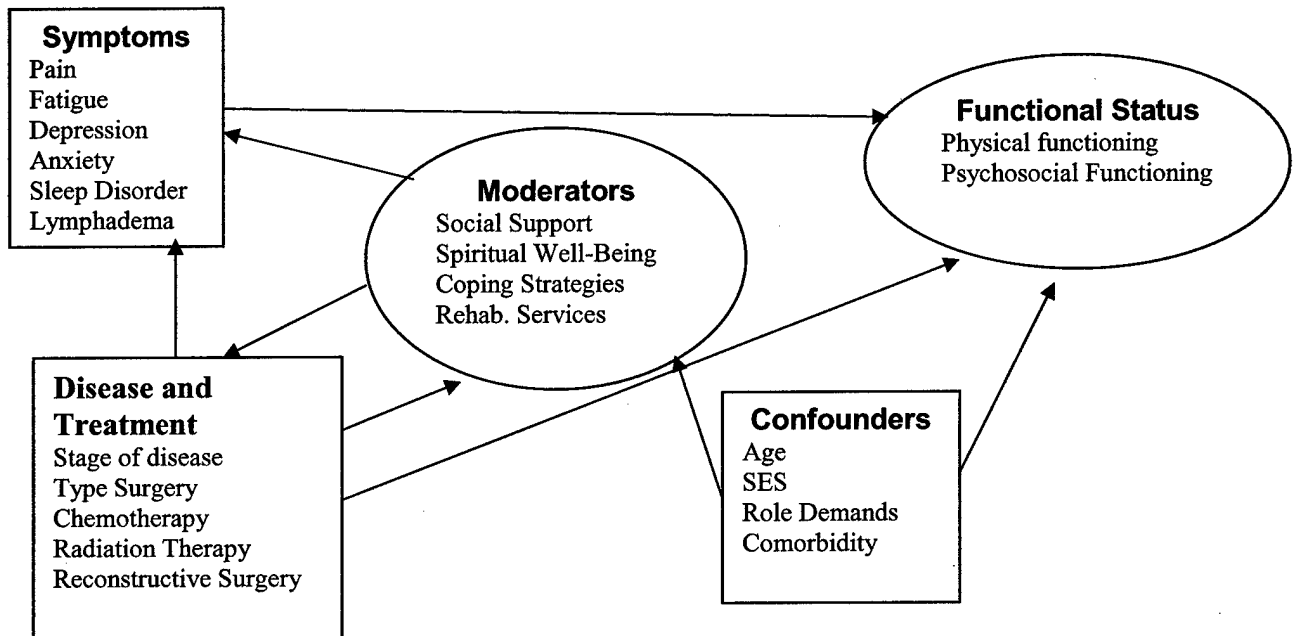 Symptoms
Pain
Fatigue
Depression
Anxiety
Sleep Disorder
Lymphadema
Functional Status
Physical functioning
Psychosocial Functioning
Moderators
Social Support
Spiritual Well-Being
Coping Strategies
Rehab. Services
Disease and
Treatment
Stage of disease
Type Surgery
Chemotherapy
Radiation Therapy
Reconstructive Surgery
Confounders
Age
SES
Role Demands
Comorbidity